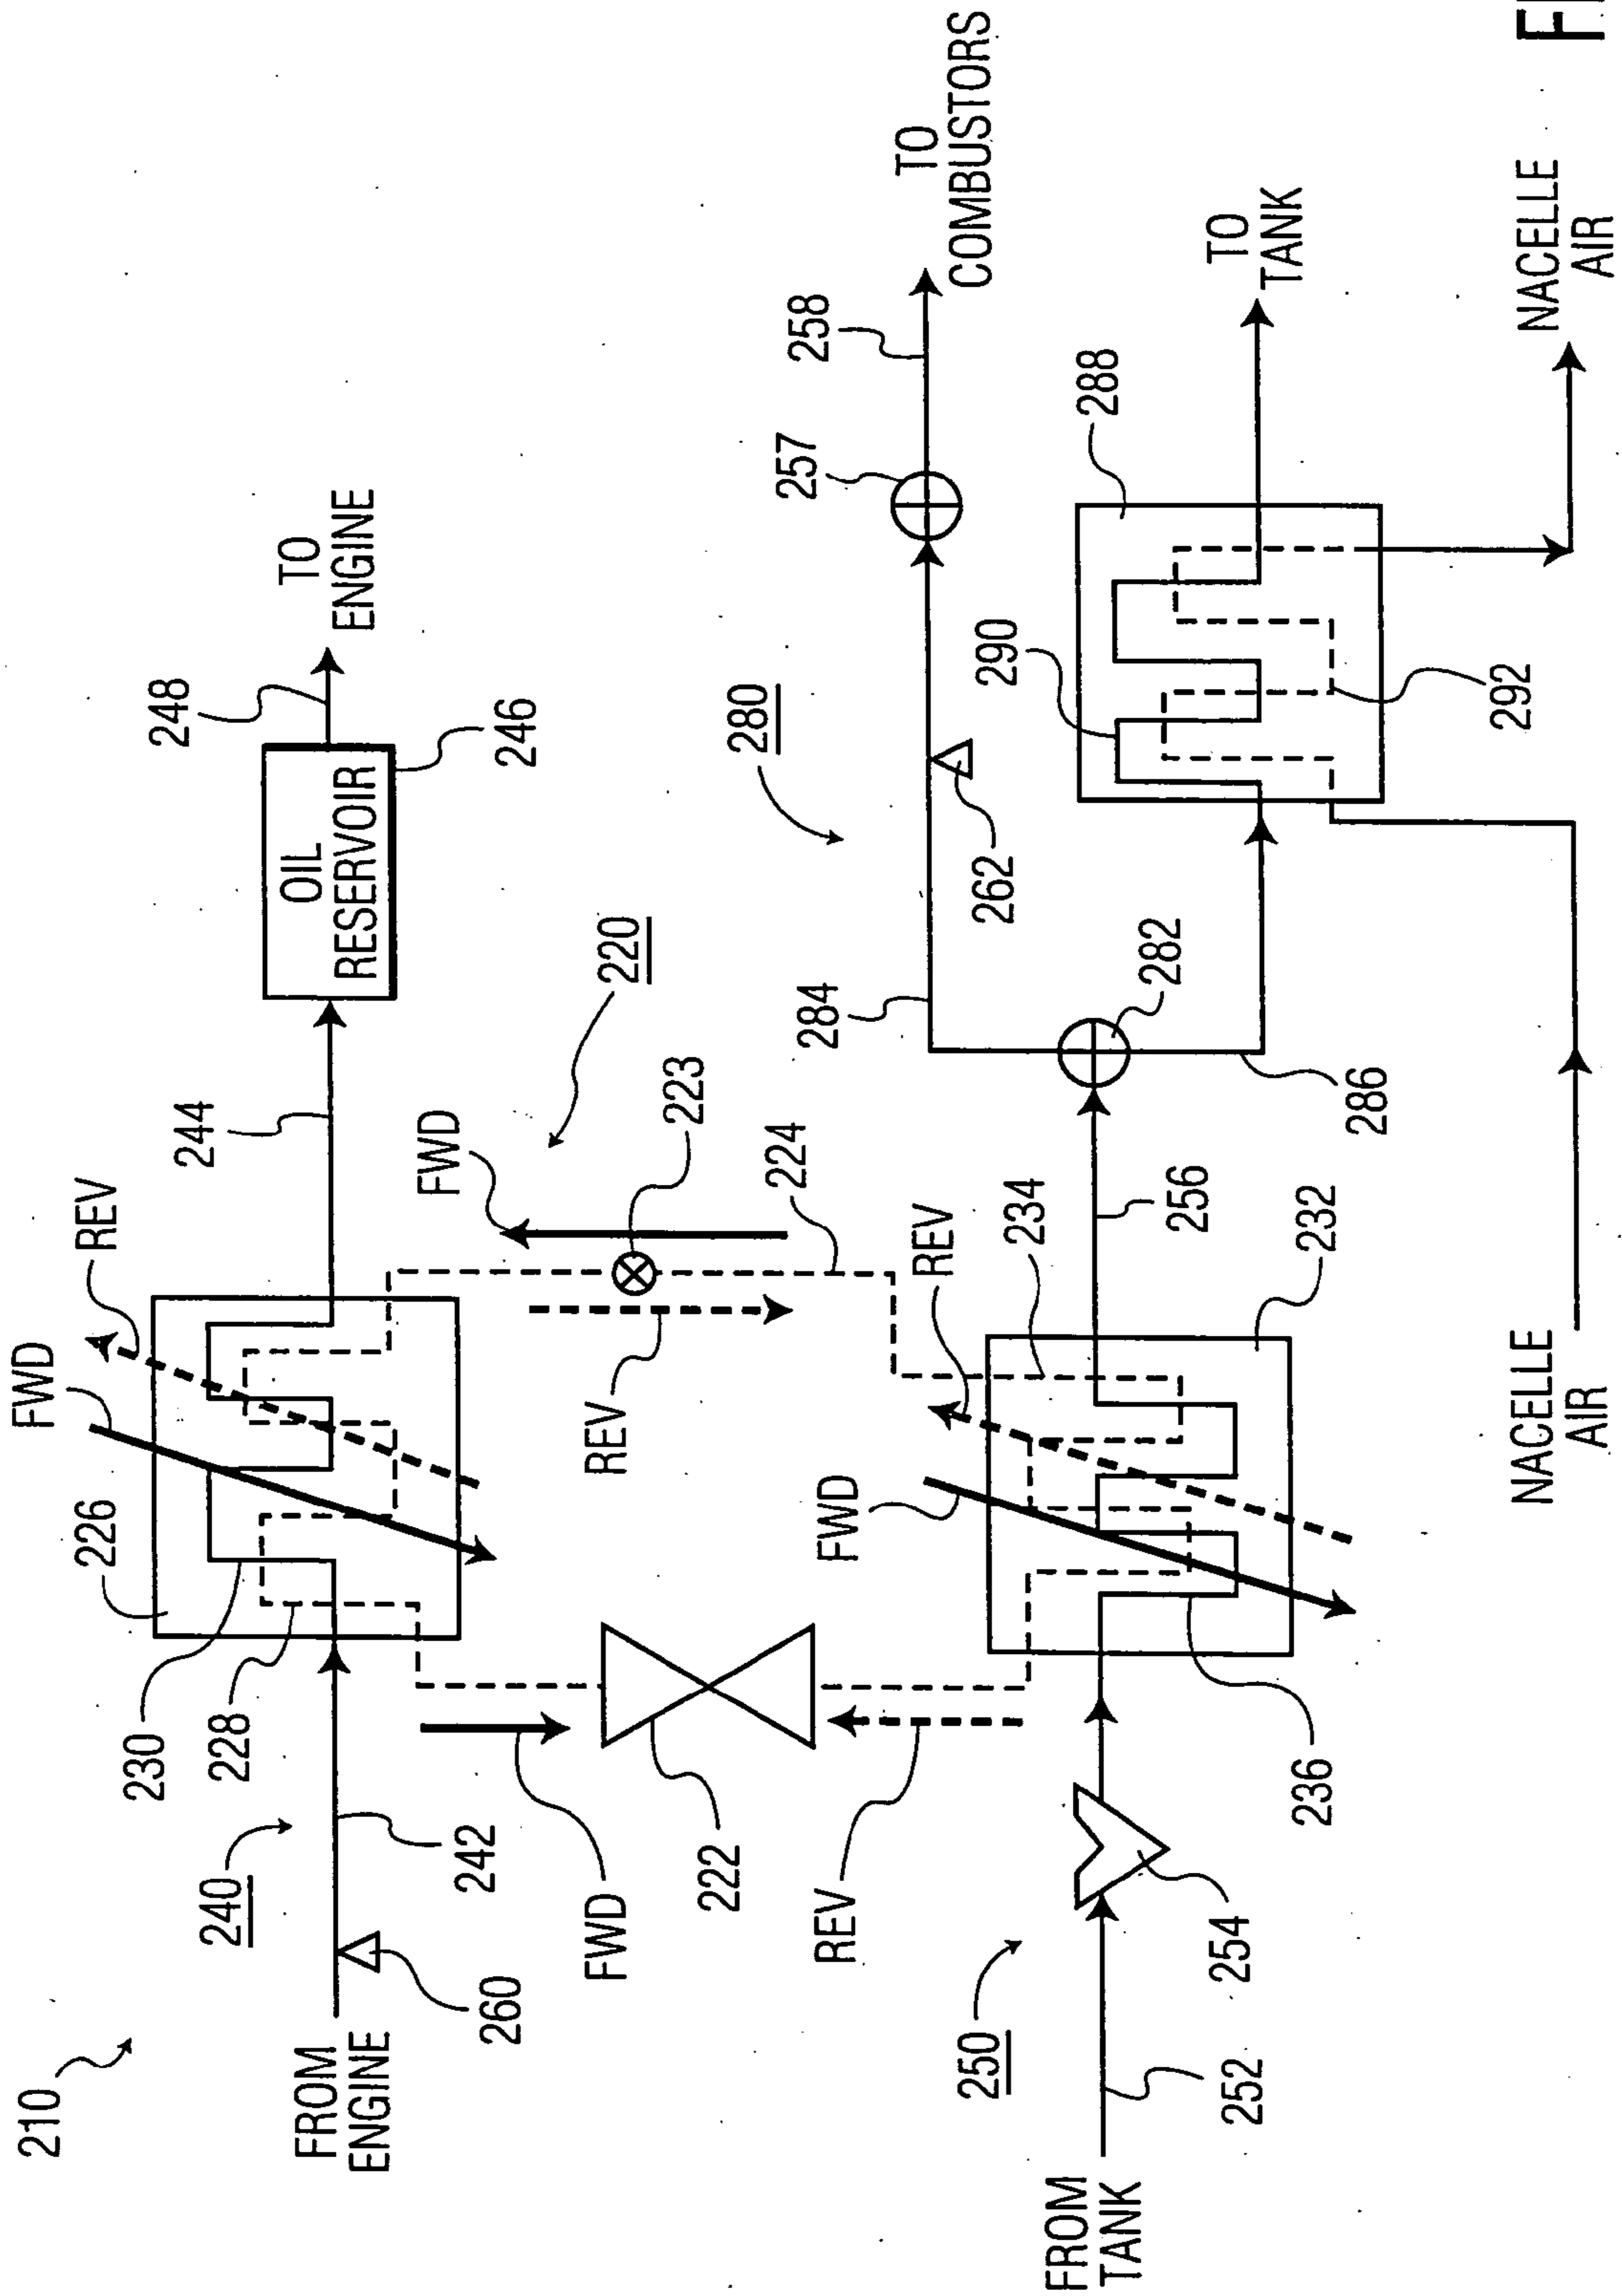 210
FROM
ENGINE
260
240
242
230
228
226
FWD
REV
244
OIL
RESERVOIR
248
246
TO
ENGINE
FWD
222
REV
FWD
223
224
220
REV
FROM
TANK
250
252
254
236
FWD
REV
234
232
256
280
284
282
286
262
257
258
TO
COMBUSTORS
290
288
292
TO
TANK
NACELLE
AIR
NACELLE
AIR